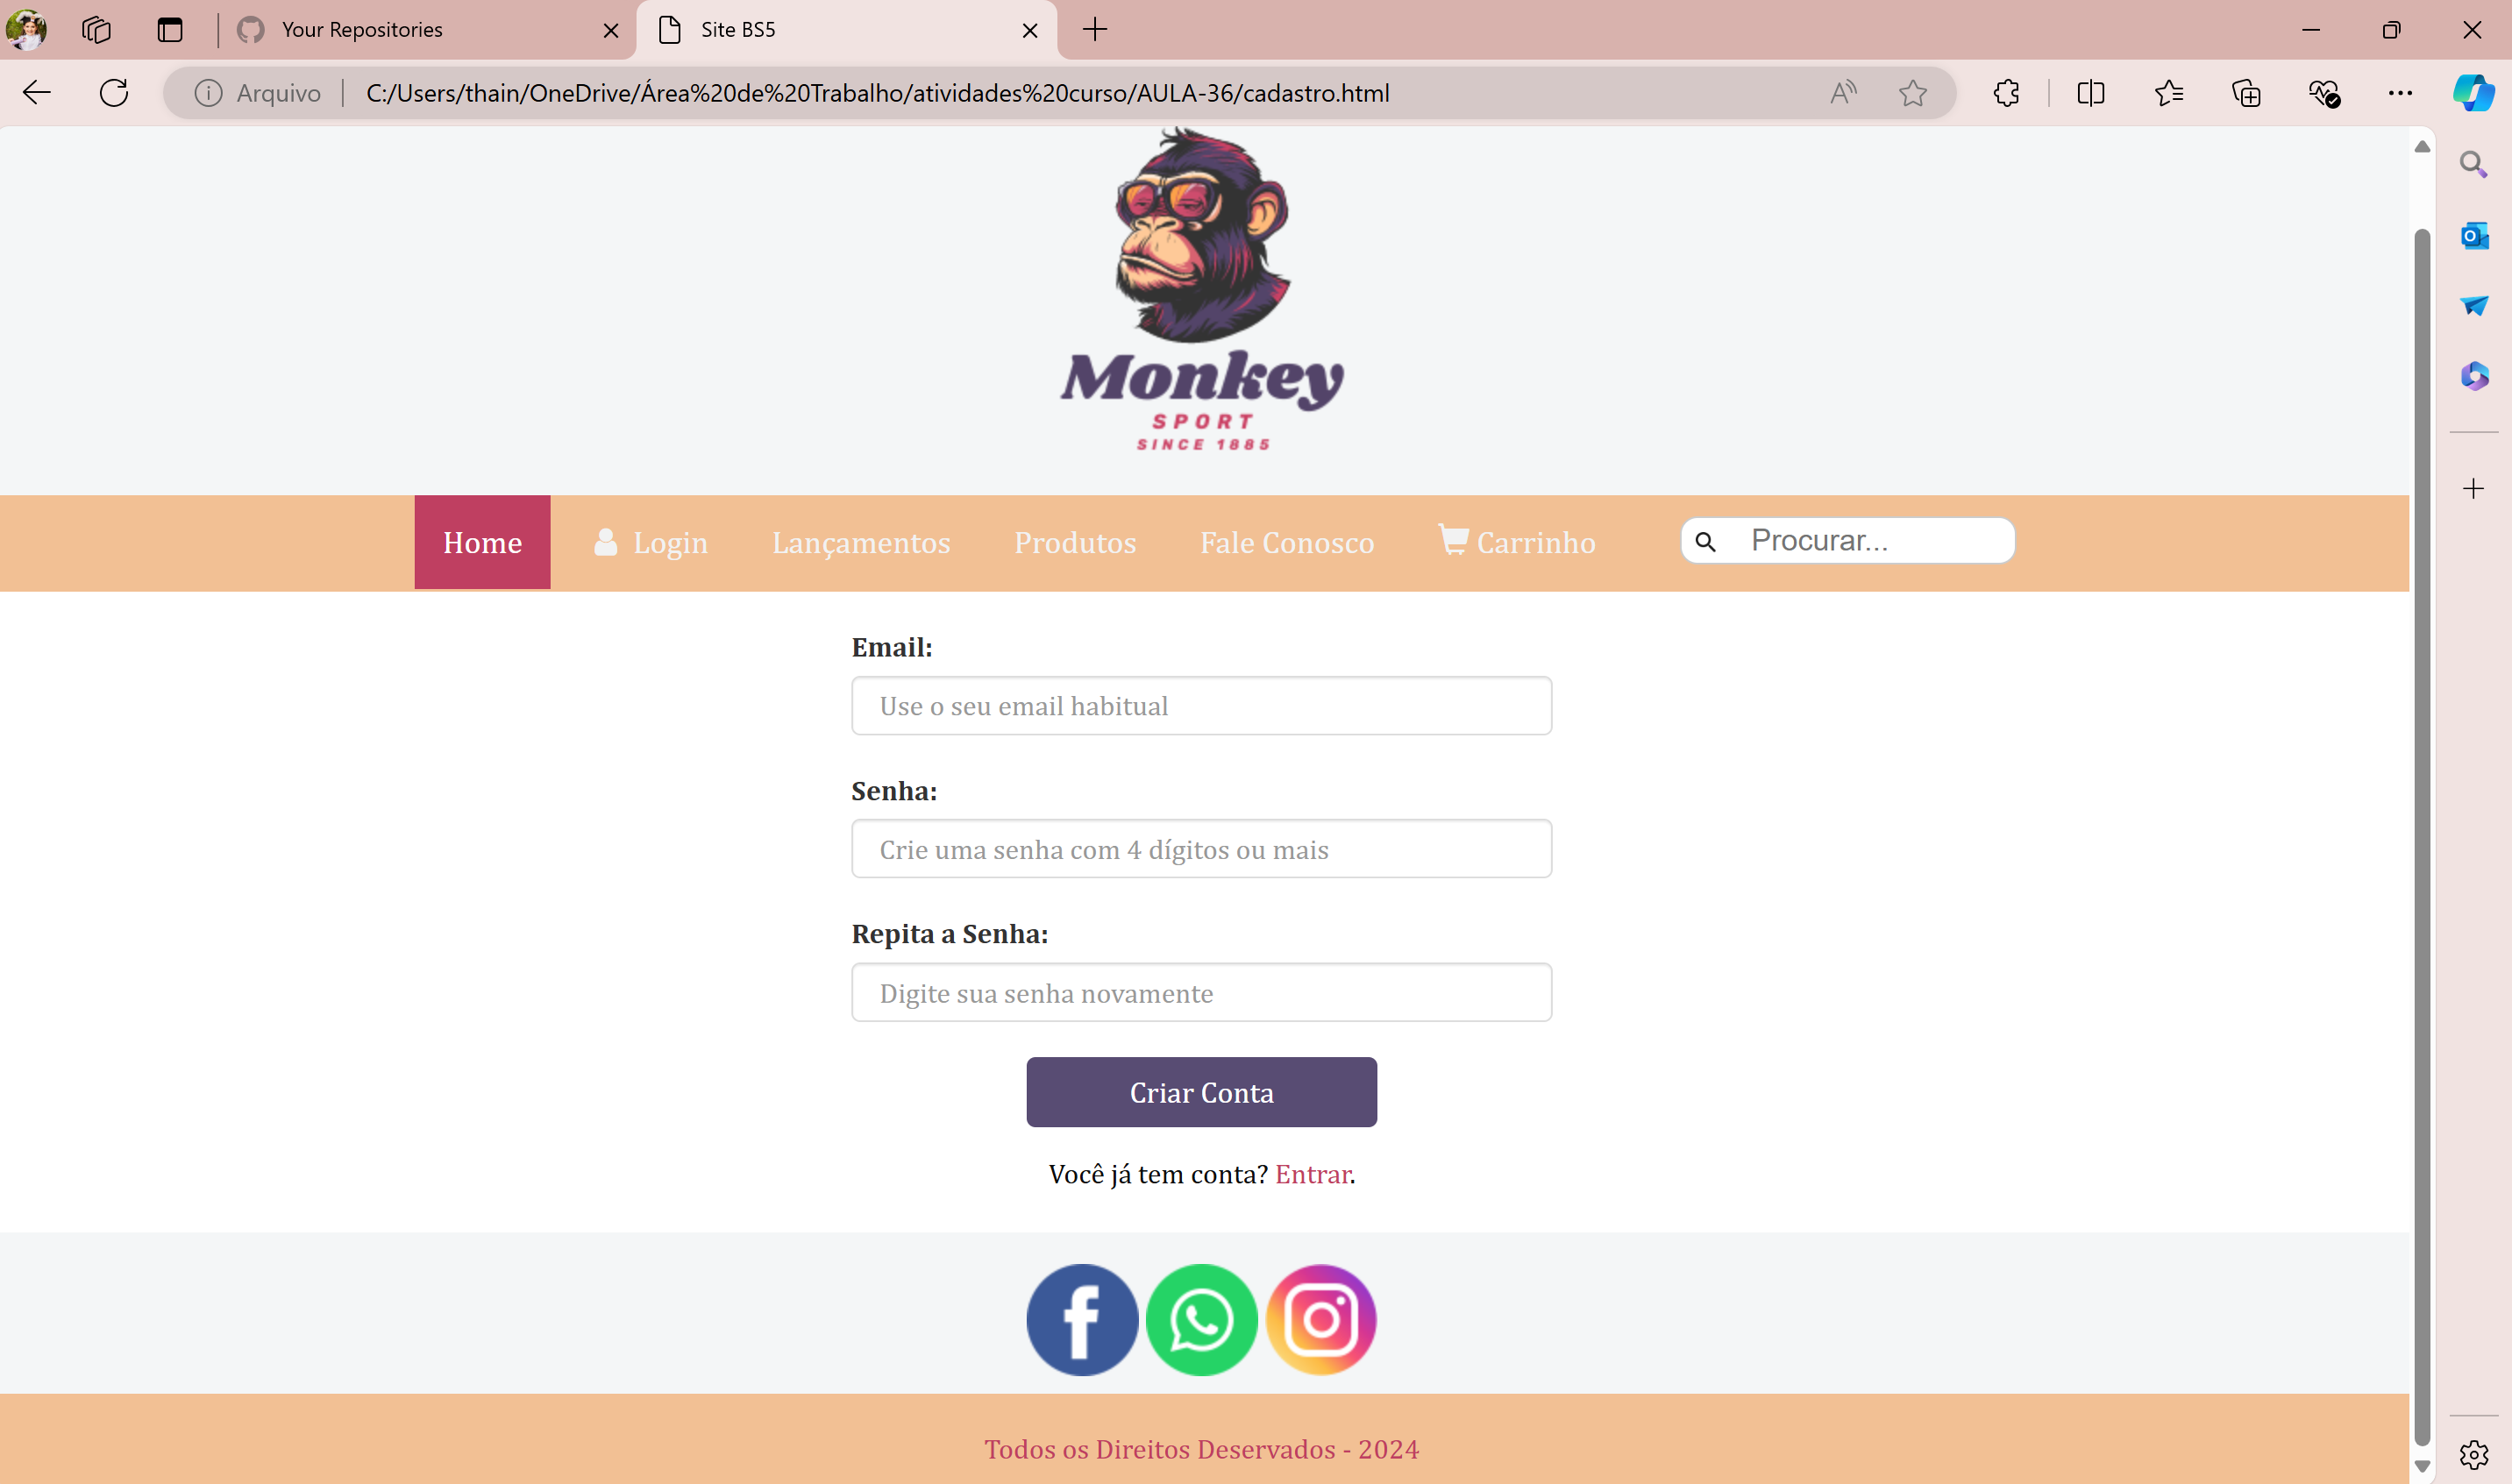 Your Repositories
Site BS5
Arquivo
C:/Users/thain/OneDrive/Área%20de%20Trabalho/atividades%20curso/AULA-36/cadastro.html
Monkey
SPORT
SINCE 1885
Home
Login
Lançamentos
Produtos
Fale Conosco
Carrinho
Procurar...
Email:
Use o seu email habitual
Senha:
Crie uma senha com 4 dígitos ou mais
Repita a Senha:
Digite sua senha novamente
Criar Conta
Você já tem conta? Entrar.
Todos os Direitos Deservados - 2024